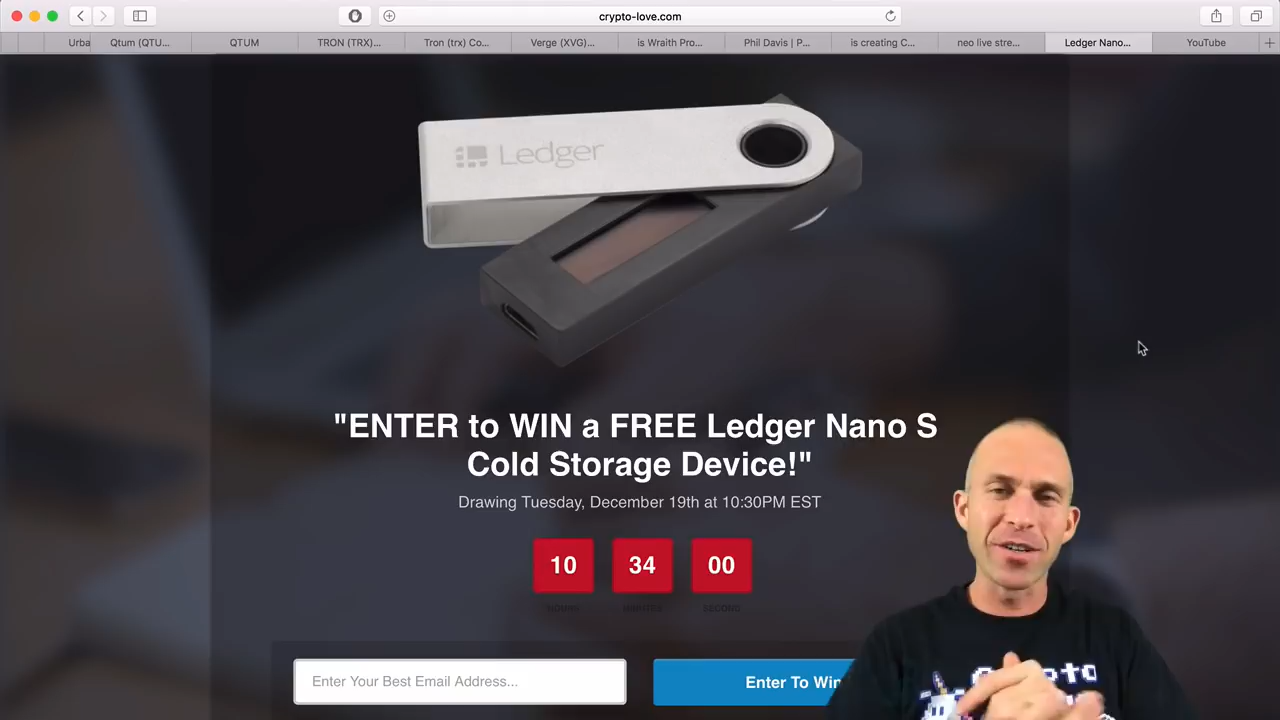 crypto-love.com
Urba
Qtum (QTU...
QTUM
TRON (TRX)...
Tron (trx) Co...
Verge (XVG)...
is Wraith Pro...
Phil Davis | P...
is creating C...
neo live stre...
Ledger Nano...
YouTube
Ledger
"ENTER to WIN a FREE Ledger Nano S
Cold Storage Device!"
Drawing Tuesday, December 19th at 10:30PM EST
10 34 00
HOURS MINUTES SECOND
Enter Your Best Email Address...
Enter To Win
Crypto